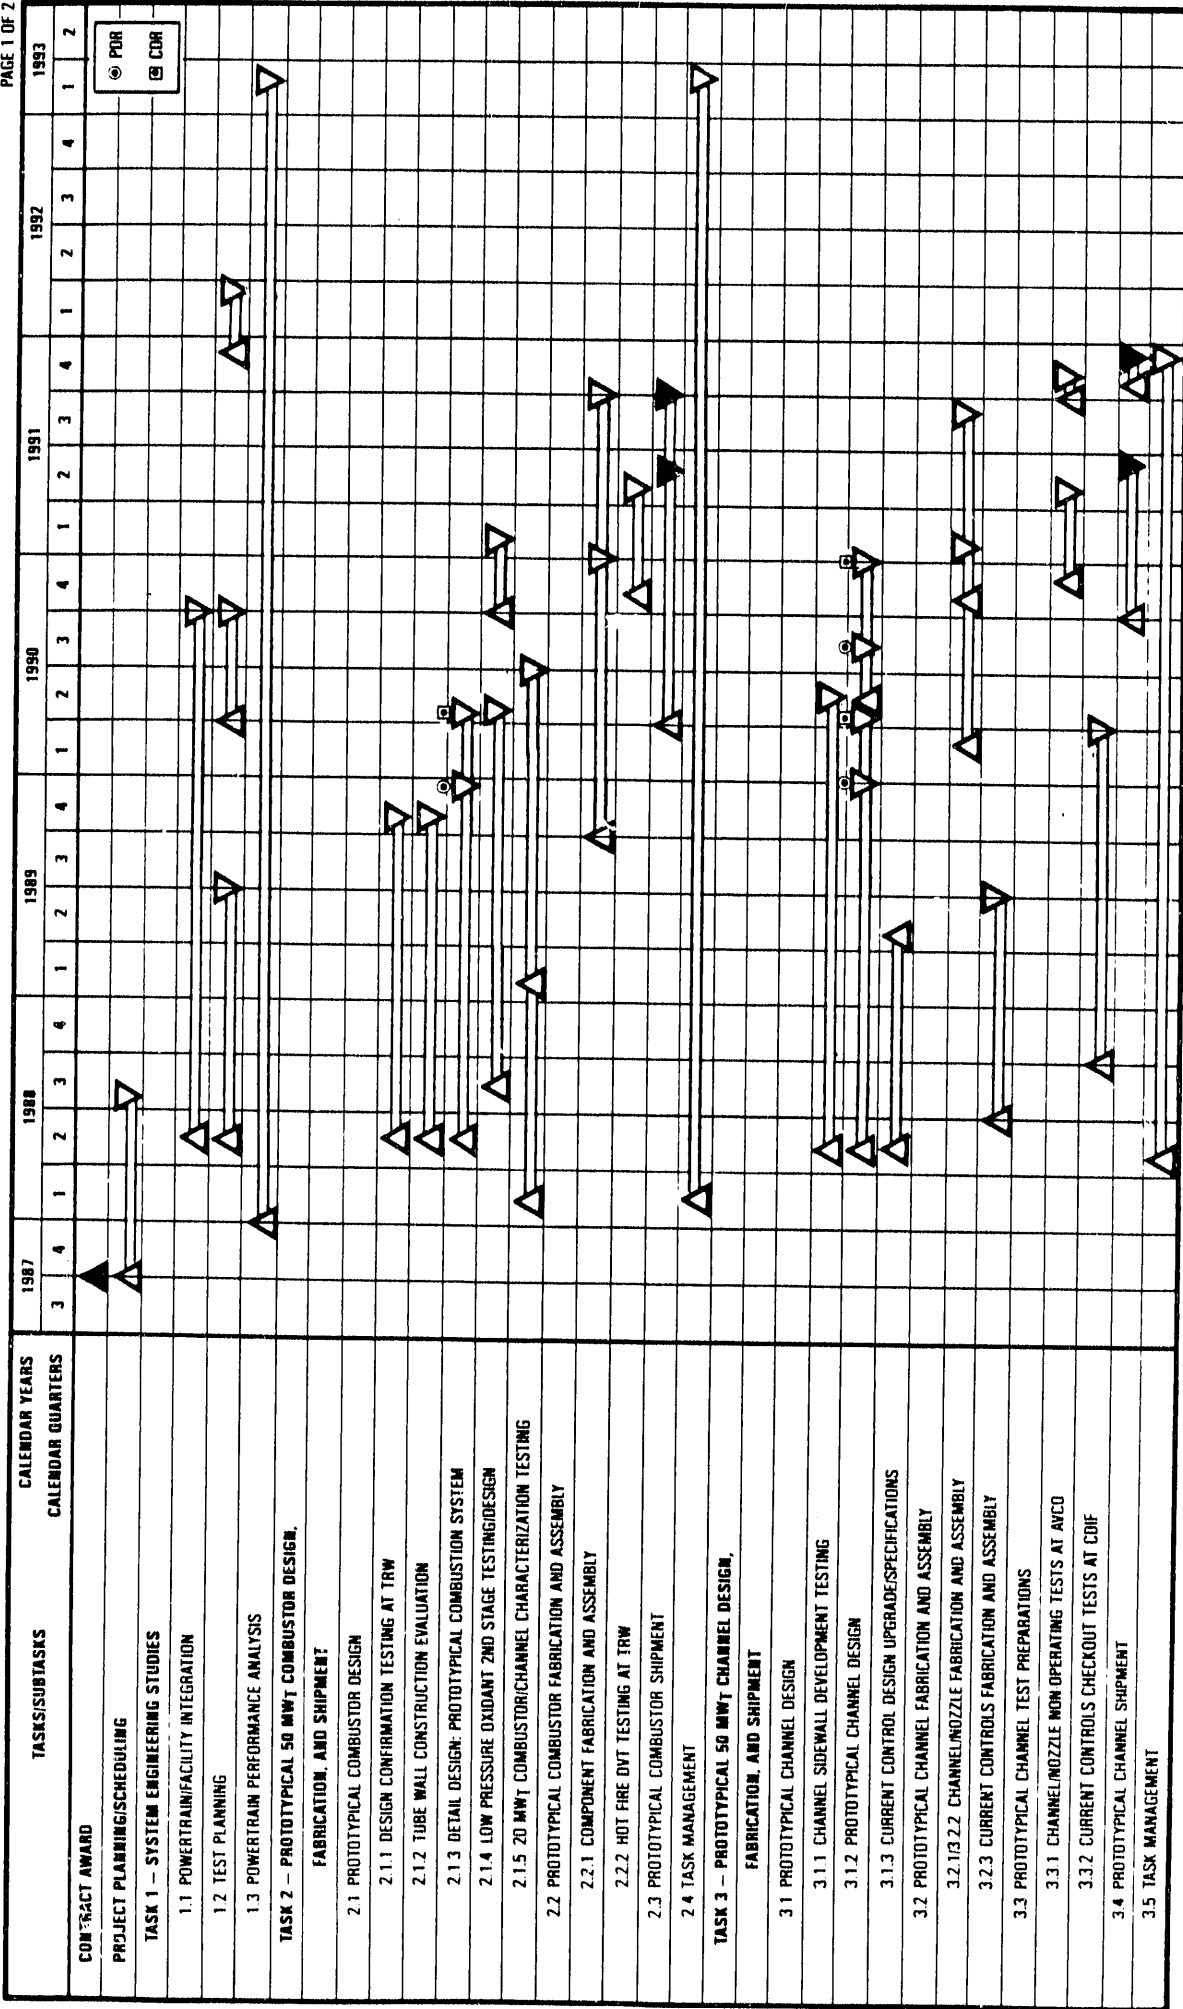 PAGE 1 OF 2
CALENDAR YEARS 1987 1988 1989 1990 1991 1992 1993
TASKS/SUBTASKS
CALENDAR QUARTERS 3 4 1 2 3 4 1 2 3 4 1 2 3 4 1 2 3 4 1 2 3 4 1 2
PDR
CDR
CONTRACT AWARD
PROJECT PLANNING/SCHEDULING
TASK 1 – SYSTEM ENGINEERING STUDIES
1.1 POWERTRAIN/FACILITY INTEGRATION
1.2 TEST PLANNING
1.3 POWERTRAIN PERFORMANCE ANALYSIS
TASK 2 – PROTOTYPICAL 50 MWT COMBUSTOR DESIGN,
FABRICATION, AND SHIPMENT
2.1 PROTOTYPICAL COMBUSTOR DESIGN
2.1.1 DESIGN CONFIRMATION TESTING AT TRW
2.1.2 TUBE WALL CONSTRUCTION EVALUATION
2.1.3 DETAIL DESIGN: PROTOTYPICAL COMBUSTION SYSTEM
2.1.4 LOW PRESSURE OXIDANT 2ND STAGE TESTING/DESIGN
2.1.5 20 MWT COMBUSTOR/CHANNEL CHARACTERIZATION TESTING
2.2 PROTOTYPICAL COMBUSTOR FABRICATION AND ASSEMBLY
2.2.1 COMPONENT FABRICATION AND ASSEMBLY
2.2.2 HOT FIRE DVT TESTING AT TRW
2.3 PROTOTYPICAL COMBUSTOR SHIPMENT
2.4 TASK MANAGEMENT
TASK 3 – PROTOTYPICAL 50 MWT CHANNEL DESIGN,
FABRICATION, AND SHIPMENT
3.1 PROTOTYPICAL CHANNEL DESIGN
3.1.1 CHANNEL SIDEWALL DEVELOPMENT TESTING
3.1.2 PROTOTYPICAL CHANNEL DESIGN
3.1.3 CURRENT CONTROL DESIGN UPGRADE/SPECIFICATIONS
3.2 PROTOTYPICAL CHANNEL FABRICATION AND ASSEMBLY
3.2.1/3.2.2 CHANNEL/NOZZLE FABRICATION AND ASSEMBLY
3.2.3 CURRENT CONTROLS FABRICATION AND ASSEMBLY
3.3 PROTOTYPICAL CHANNEL TEST PREPARATIONS
3.3.1 CHANNEL/NOZZLE NON-OPERATING TESTS AT AVCO
3.3.2 CURRENT CONTROLS CHECKOUT TESTS AT CDIF
3.4 PROTOTYPICAL CHANNEL SHIPMENT
3.5 TASK MANAGEMENT